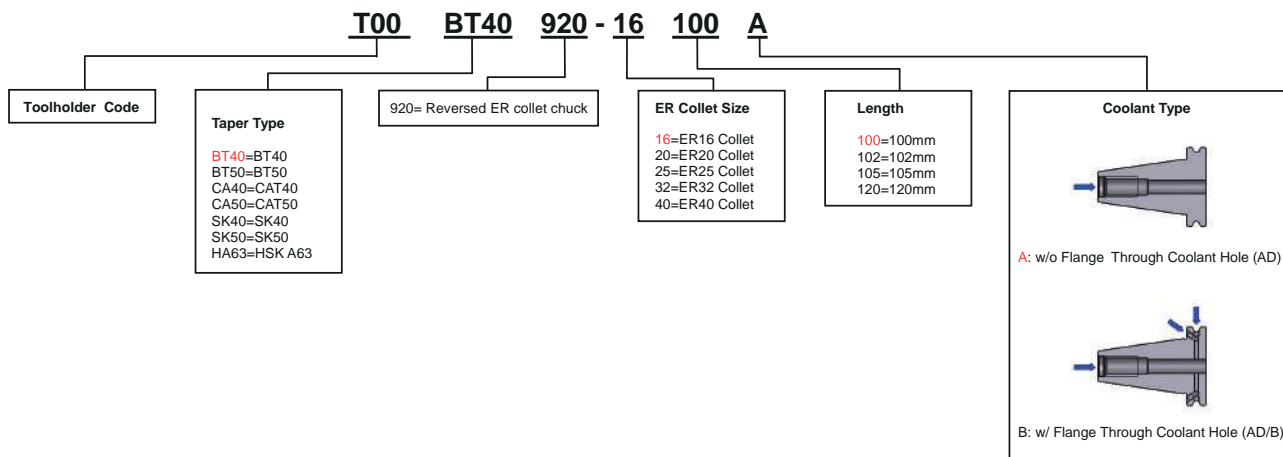 T00 BT40 920 - 16 100 A
Toolholder Code
Taper Type
BT40=BT40
BT50=BT50
CA40=CAT40
CA50=CAT50
SK40=SK40
SK50=SK50
HA63=HSK A63
920= Reversed ER collet chuck
ER Collet Size
16=ER16 Collet
20=ER20 Collet
25=ER25 Collet
32=ER32 Collet
40=ER40 Collet
Length
100=100mm
102=102mm
105=105mm
120=120mm
Coolant Type
A: w/o Flange Through Coolant Hole (AD)
B: w/ Flange Through Coolant Hole (AD/B)